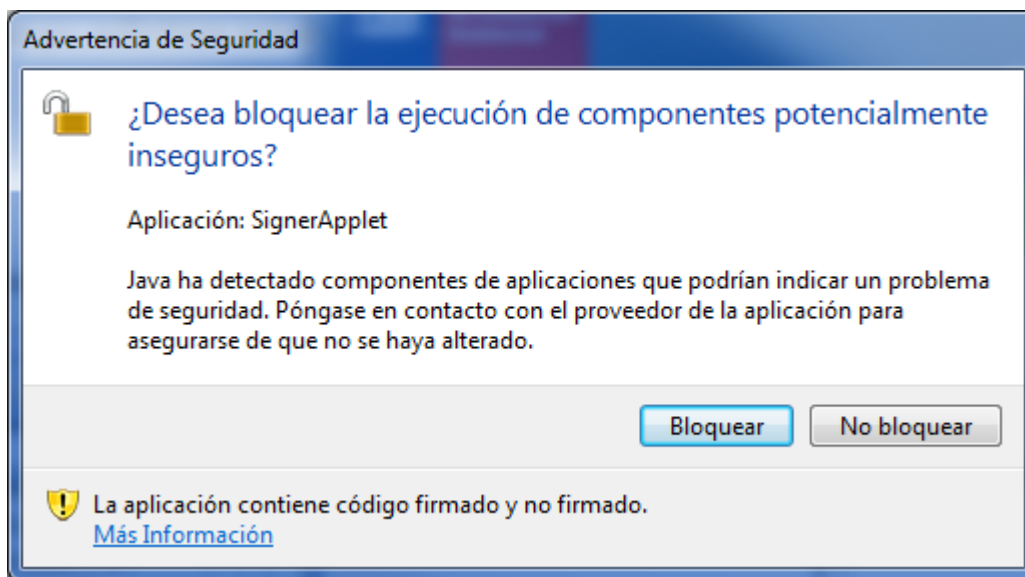 Advertencia de Seguridad
¿Desea bloquear la ejecución de componentes potencialmente
inseguros?
Aplicación: SignerApplet
Java ha detectado componentes de aplicaciones que podrían indicar un problema
de seguridad. Póngase en contacto con el proveedor de la aplicación para
asegurarse de que no se haya alterado.
Bloquear
No bloquear
La aplicación contiene código firmado y no firmado.
Más Información